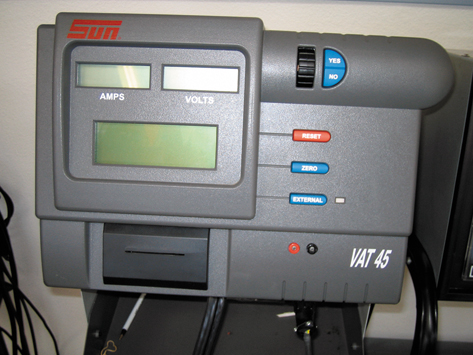 Sun
AMPS
VOLTS
YES
NO
RESET
ZERO
EXTERNAL
VAT 45